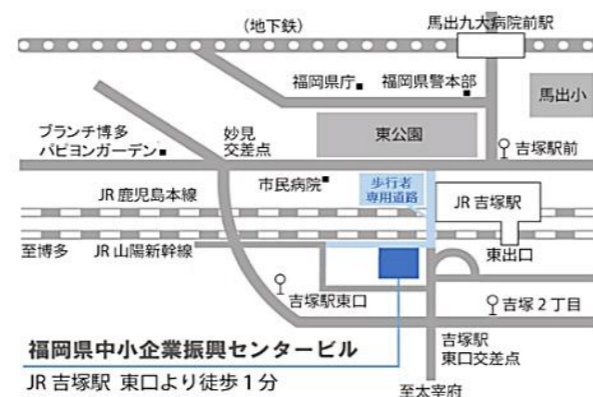 （地下鉄）
馬出九大病院前駅
福岡県庁
福岡県警本部
馬出小
ブランチ博多
パピヨンガーデン
妙見
交差点
東公園
吉塚駅前
市民病院
歩行者
専用道路
JR 鹿児島本線
JR 吉塚駅
至博多
JR 山陽新幹線
東出口
吉塚駅東口
吉塚２丁目
福岡県中小企業振興センタービル
吉塚駅
東口交差点
JR 吉塚駅 東口より徒歩１分
至太宰府